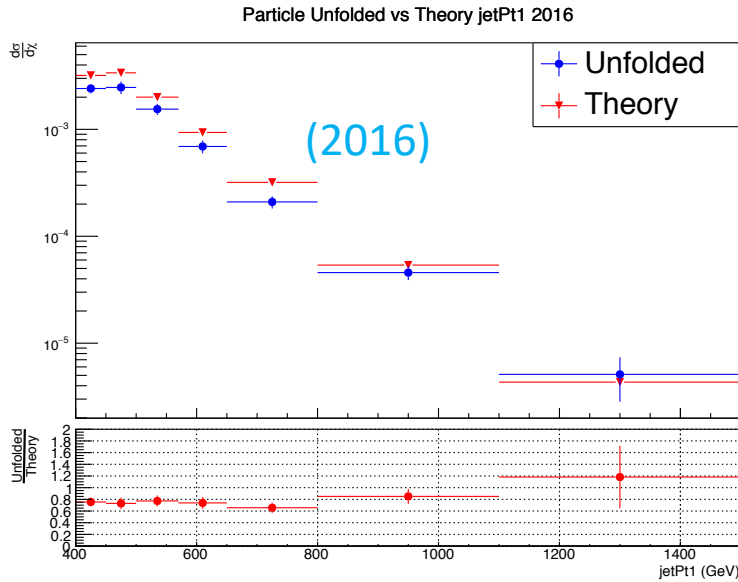 Particle Unfolded vs Theory jetPt1 2016
dσ
dχ
Unfolded
Theory
(2016)
10⁻³
10⁻⁴
10⁻⁵
Unfolded
Theory
2
1.8
1.6
1.4
1.2
1
0.8
0.6
0.4
0.2
0
400 600 800 1000 1200 1400
jetPt1 (GeV)